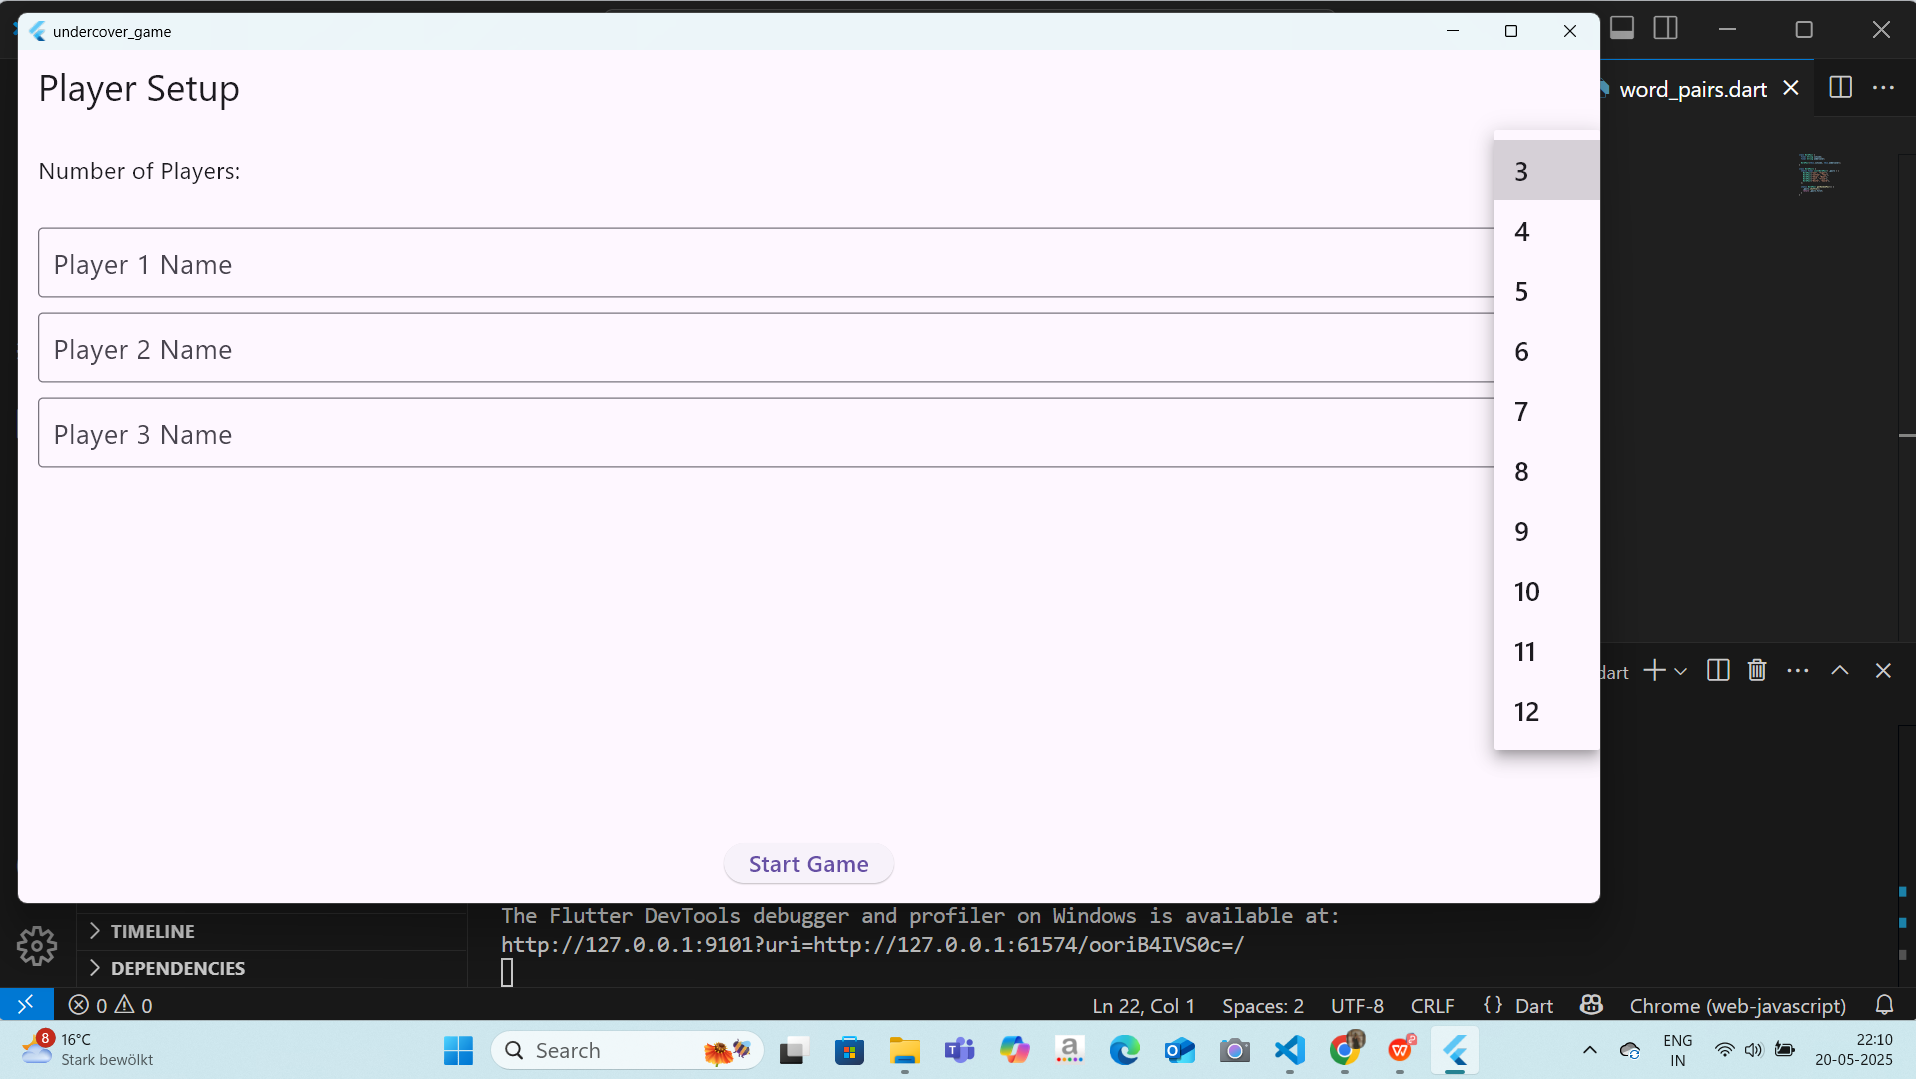 undercover_game
Player Setup
word_pairs.dart
Number of Players:
3
4
5
6
7
8
9
10
11
12
Player 1 Name
Player 2 Name
Player 3 Name
dart
Start Game
TIMELINE
DEPENDENCIES
The Flutter DevTools debugger and profiler on Windows is available at:
http://127.0.0.1:9101?uri=http://127.0.0.1:61574/ooriB4IVS0c=/
0 0
Ln 22, Col 1
Spaces: 2
UTF-8
CRLF
{ } Dart
Chrome (web-javascript)
8
16°C
Stark bewölkt
Search
ENG
IN
22:10
20-05-2025